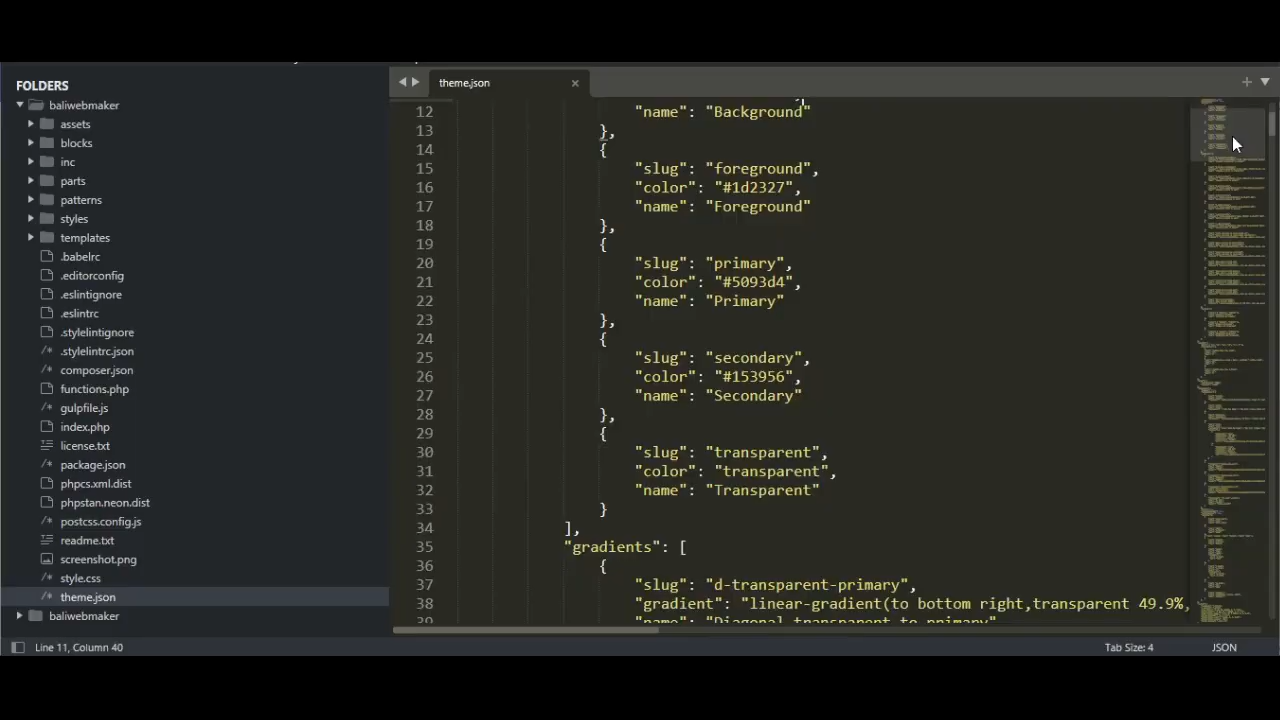 FOLDERS
baliwebmaker
assets
blocks
inc
parts
patterns
styles
templates
.babelrc
.editorconfig
.eslintignore
.eslintrc
.stylelintignore
.stylelintrc.json
composer.json
functions.php
gulpfile.js
index.php
license.txt
package.json
phpcs.xml.dist
phpstan.neon.dist
postcss.config.js
readme.txt
screenshot.png
style.css
theme.json
baliwebmaker
theme.json
12 "name": "Background"
13 },
14 {
15 "slug": "foreground",
16 "color": "#1d2327",
17 "name": "Foreground"
18 },
19 {
20 "slug": "primary",
21 "color": "#5093d4",
22 "name": "Primary"
23 },
24 {
25 "slug": "secondary",
26 "color": "#153956",
27 "name": "Secondary"
28 },
29 {
30 "slug": "transparent",
31 "color": "transparent",
32 "name": "Transparent"
33 }
34 ],
35 "gradients": [
36 {
37 "slug": "d-transparent-primary",
38 "gradient": "linear-gradient(to bottom right,transparent 49.9%,
39 "name": "Diagonal transparent to primary"
Line 11, Column 40
Tab Size: 4
JSON